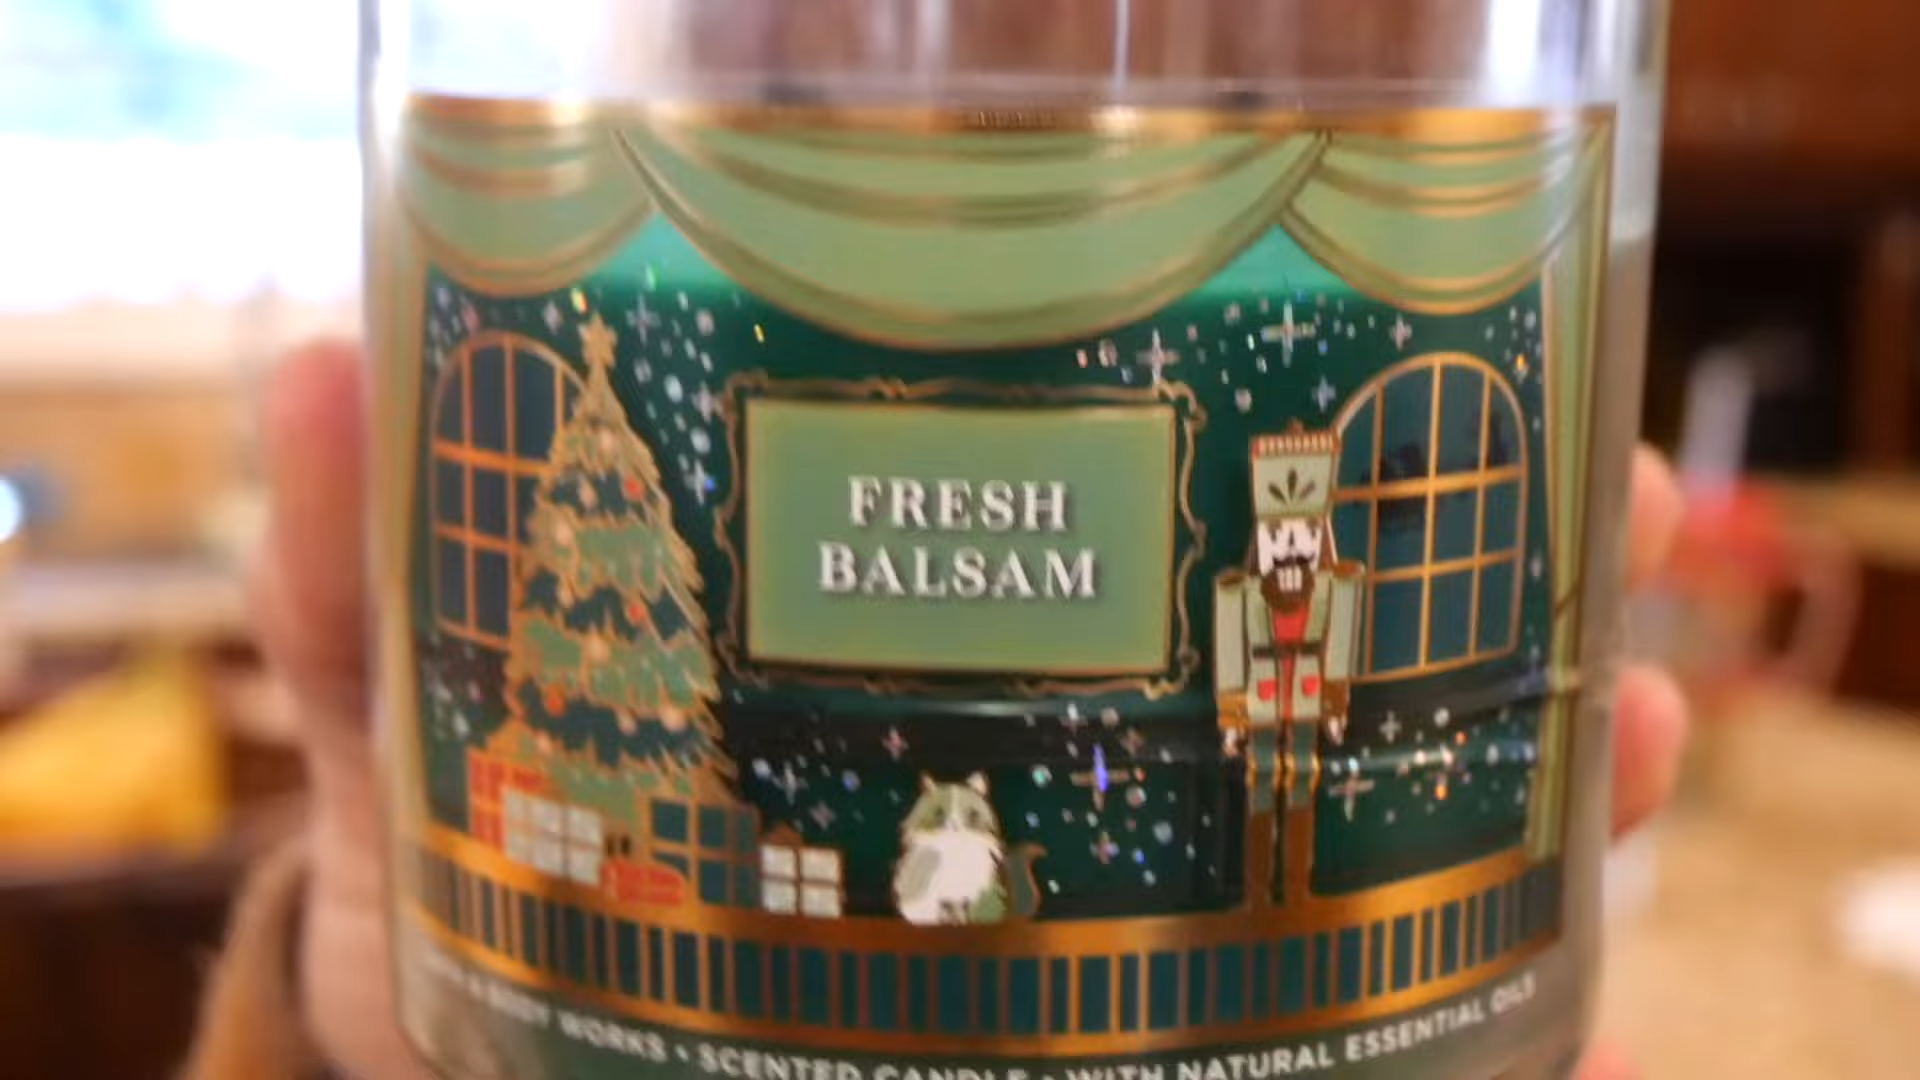 FRESH
BALSAM
& BODY WORKS • SCENTED CANDLE • WITH NATURAL ESSENTIAL OILS